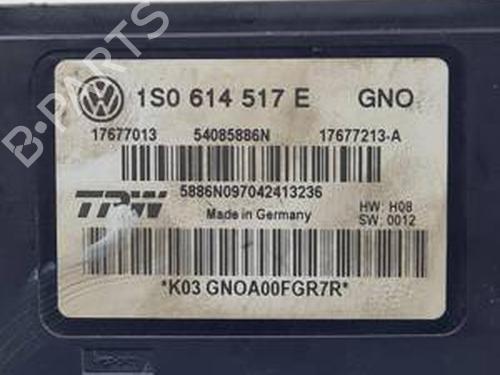 B-PARTS
1S0 614 517 E GNO
17677013 54085886N 17677213-A
5886N097042413236
TRW
Made in Germany
HW: H08
SW: 0012
*K03 GNOA00FGR7R*